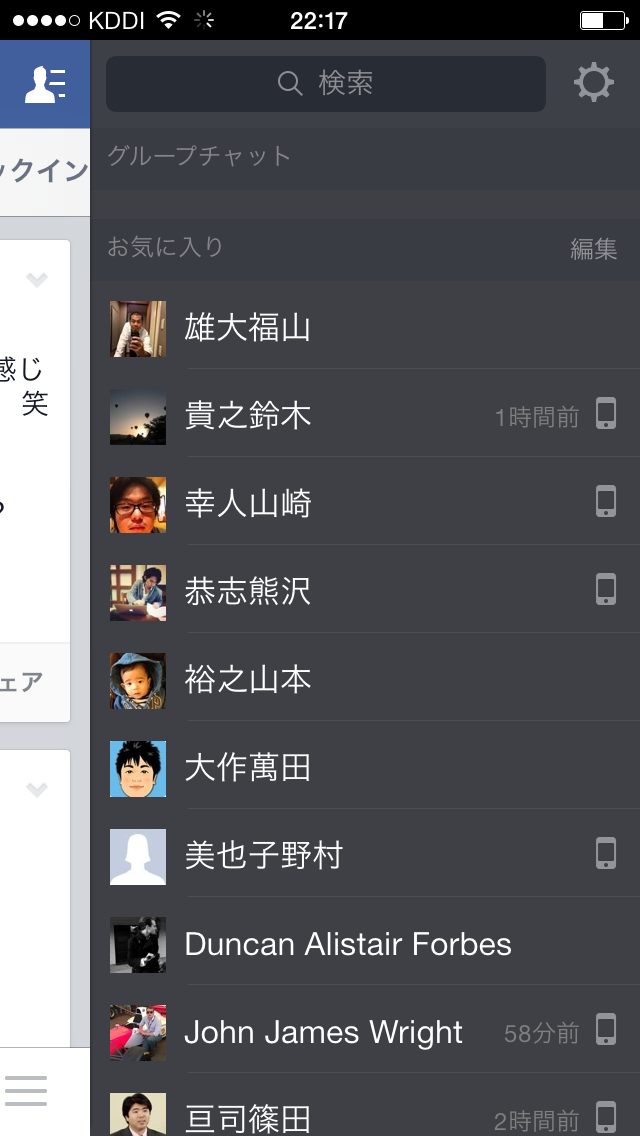 KDDI 22:17
検索
ックイン
グループチャット
お気に入り 編集
雄大福山
感じ
笑
貴之鈴木 1時間前
幸人山崎
恭志熊沢
裕之山本
ェア
大作萬田
美也子野村
Duncan Alistair Forbes
John James Wright 58分前
亘司篠田 2時間前